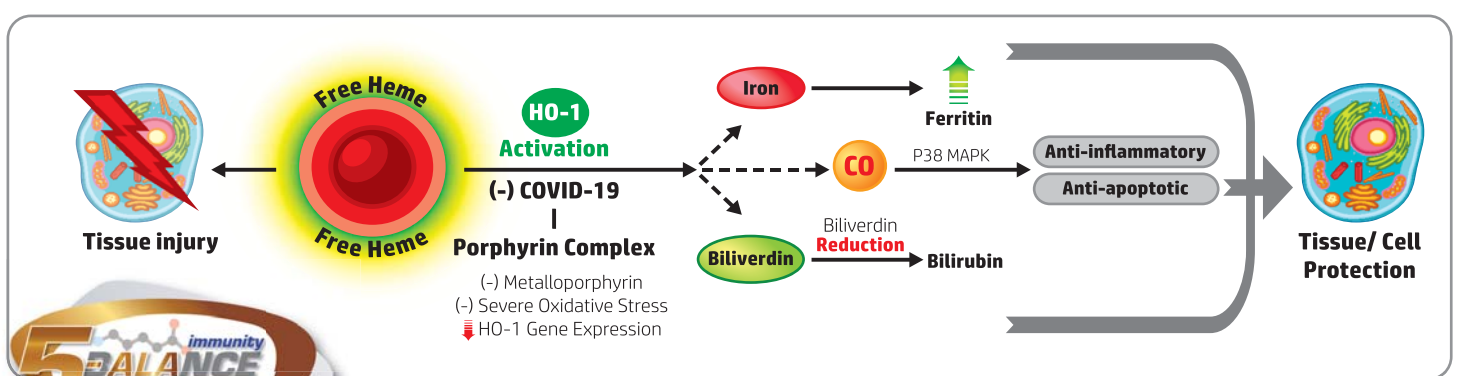 Tissue injury
Free Heme
Free Heme
HO-1
Activation
(-) COVID-19
Porphyrin Complex
(-) Metalloporphyrin
(-) Severe Oxidative Stress
HO-1 Gene Expression
Iron
Ferritin
CO
P38 MAPK
Anti-inflammatory
Anti-apoptotic
Biliverdin
Biliverdin
Reduction
Bilirubin
Tissue/ Cell
Protection
immunity
5-BALANCE